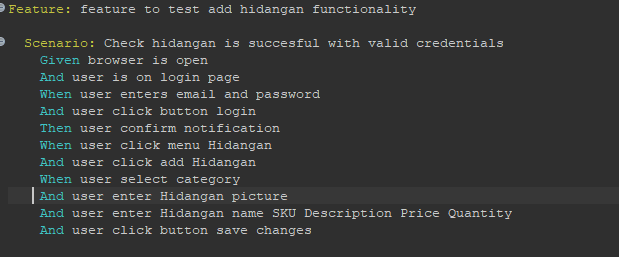 Feature: feature to test add hidangan functionality
Scenario: Check hidangan is succesful with valid credentials
Given browser is open
And user is on login page
When user enters email and password
And user click button login
Then user confirm notification
When user click menu Hidangan
And user click add Hidangan
When user select category
And user enter Hidangan picture
And user enter Hidangan name SKU Description Price Quantity
And user click button save changes